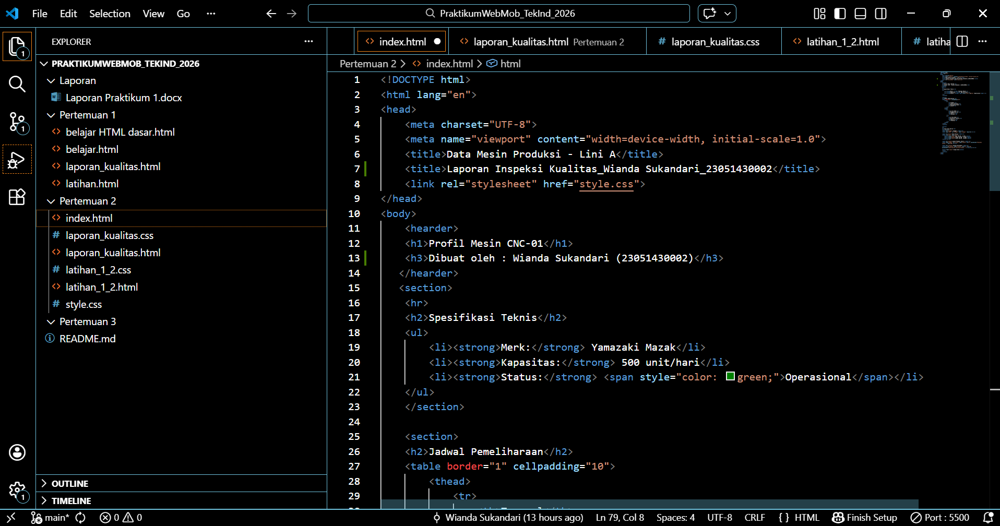 File Edit Selection View Go ··· PraktikumWebMob_TekInd_2026
EXPLORER ···
PRAKTIKUMWEBMOB_TEKIND_2026
Laporan
Laporan Praktikum 1.docx
Pertemuan 1
belajar HTML dasar.html
belajar.html
laporan_kualitas.html
latihan.html
Pertemuan 2
index.html
laporan_kualitas.css
laporan_kualitas.html
latihan_1_2.css
latihan_1_2.html
style.css
Pertemuan 3
README.md
OUTLINE
TIMELINE
1
1
1
index.html laporan_kualitas.html Pertemuan 2 # laporan_kualitas.css latihan_1_2.html # latiha ···
Pertemuan 2 > index.html > html
1 <!DOCTYPE html>
2 <html lang="en">
3 <head>
4 <meta charset="UTF-8">
5 <meta name="viewport" content="width=device-width, initial-scale=1.0">
6 <title>Data Mesin Produksi - Lini A</title>
7 <title>Laporan Inspeksi Kualitas_Wianda Sukandari_23051430002</title>
8 <link rel="stylesheet" href="style.css">
9 </head>
10 <body>
11 <hearder>
12 <h1>Profil Mesin CNC-01</h1>
13 <h3>Dibuat oleh : Wianda Sukandari (23051430002)</h3>
14 </hearder>
15 <section>
16 <hr>
17 <h2>Spesifikasi Teknis</h2>
18 <ul>
19 <li><strong>Merk:</strong> Yamazaki Mazak</li>
20 <li><strong>Kapasitas:</strong> 500 unit/hari</li>
21 <li><strong>Status:</strong> <span style="color: green;">Operasional</span></li>
22 </ul>
23 </section>
24
25 <section>
26 <h2>Jadwal Pemeliharaan</h2>
27 <table border="1" cellpadding="10">
28 <thead>
29 <tr>
main* 0 0 Wianda Sukandari (13 hours ago) Ln 79, Col 8 Spaces: 4 UTF-8 CRLF { } HTML Finish Setup Port : 5500